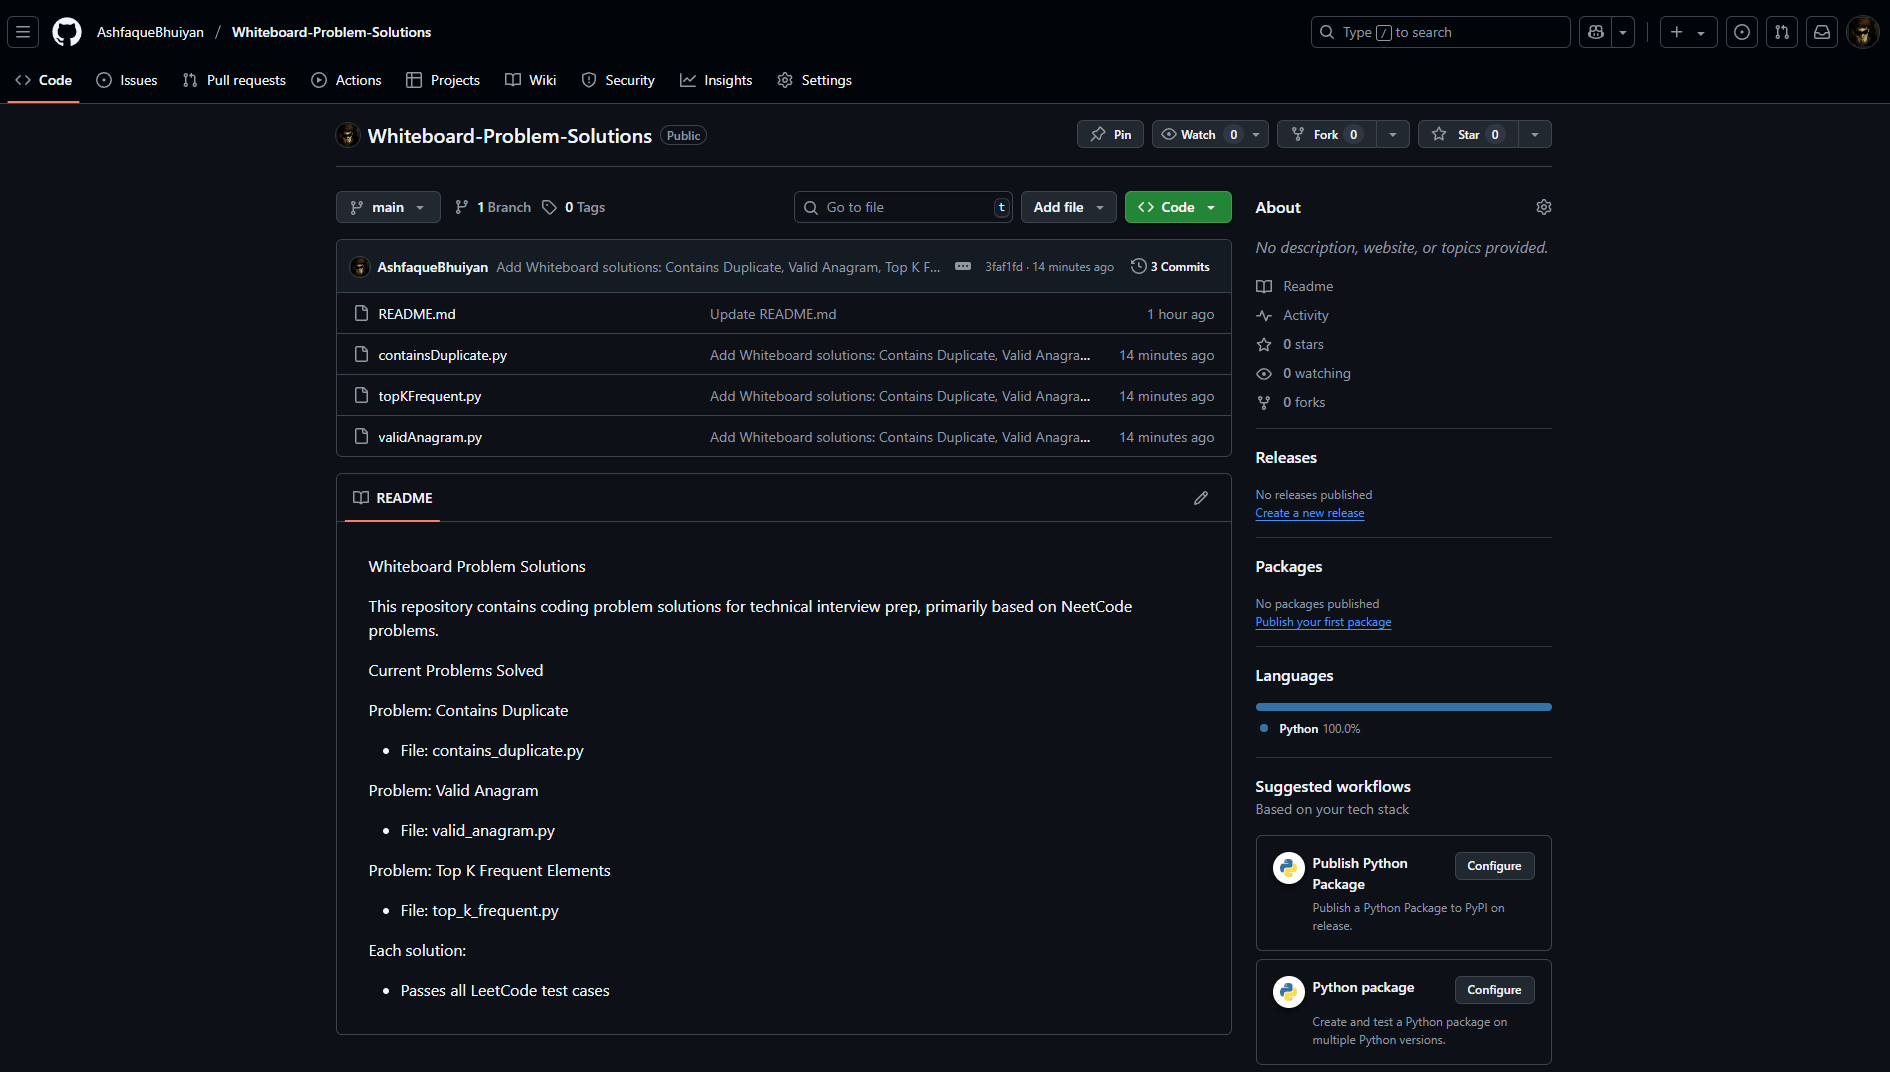 AshfaqueBhuiyan / Whiteboard-Problem-Solutions
Type / to search
Code Issues Pull requests Actions Projects Wiki Security Insights Settings
Whiteboard-Problem-Solutions Public
Pin Watch 0 Fork 0 Star 0
main 1 Branch 0 Tags Go to file t Add file Code
AshfaqueBhuiyan Add Whiteboard solutions: Contains Duplicate, Valid Anagram, Top K F... 3faf1fd · 14 minutes ago 3 Commits
README.md Update README.md 1 hour ago
containsDuplicate.py Add Whiteboard solutions: Contains Duplicate, Valid Anagra... 14 minutes ago
topKFrequent.py Add Whiteboard solutions: Contains Duplicate, Valid Anagra... 14 minutes ago
validAnagram.py Add Whiteboard solutions: Contains Duplicate, Valid Anagra... 14 minutes ago
README
Whiteboard Problem Solutions
This repository contains coding problem solutions for technical interview prep, primarily based on NeetCode
problems.
Current Problems Solved
Problem: Contains Duplicate
• File: contains_duplicate.py
Problem: Valid Anagram
• File: valid_anagram.py
Problem: Top K Frequent Elements
• File: top_k_frequent.py
Each solution:
• Passes all LeetCode test cases
About
No description, website, or topics provided.
Readme
Activity
0 stars
0 watching
0 forks
Releases
No releases published
Create a new release
Packages
No packages published
Publish your first package
Languages
Python 100.0%
Suggested workflows
Based on your tech stack
Publish Python
Package
Configure
Publish a Python Package to PyPI on
release.
Python package
Configure
Create and test a Python package on
multiple Python versions.